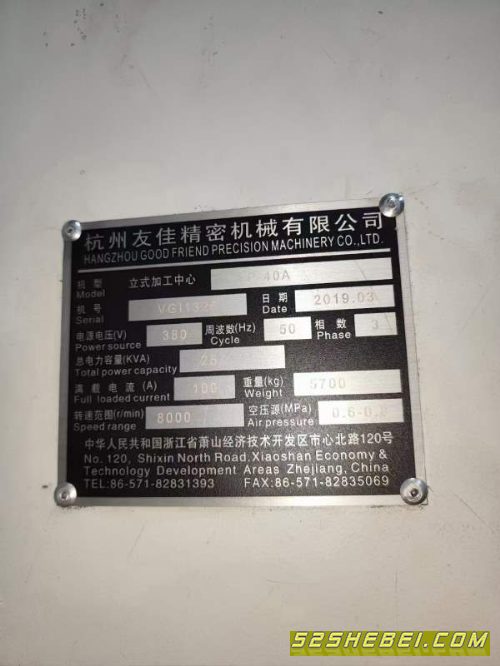 杭州友佳精密机械有限公司
HANGZHOU GOOD FRIEND PRECISION MACHINERY CO.,LTD.
机型 Model 立式加工中心 -40A
机号 Serial 日期 Date 2019.03
电源电压(V) Power source 380 周波数(Hz) Cycle 50 相数 Phase 3
总电力容量(KVA) Total power capacity 25
满载电流(A) Full loaded current 100 重量(kg) Weight 5700
转速范围(r/min) Speed range 8000 空压源(MPa) Air pressure
中华人民共和国浙江省萧山经济技术开发区市心北路120号
No. 120, Shixin North Road,Xiaoshan Economy &
Technology Development Areas Zhejiang, China
TEL:86-571-82831393 FAX:86-571-82835069
52SHEBEI.COM